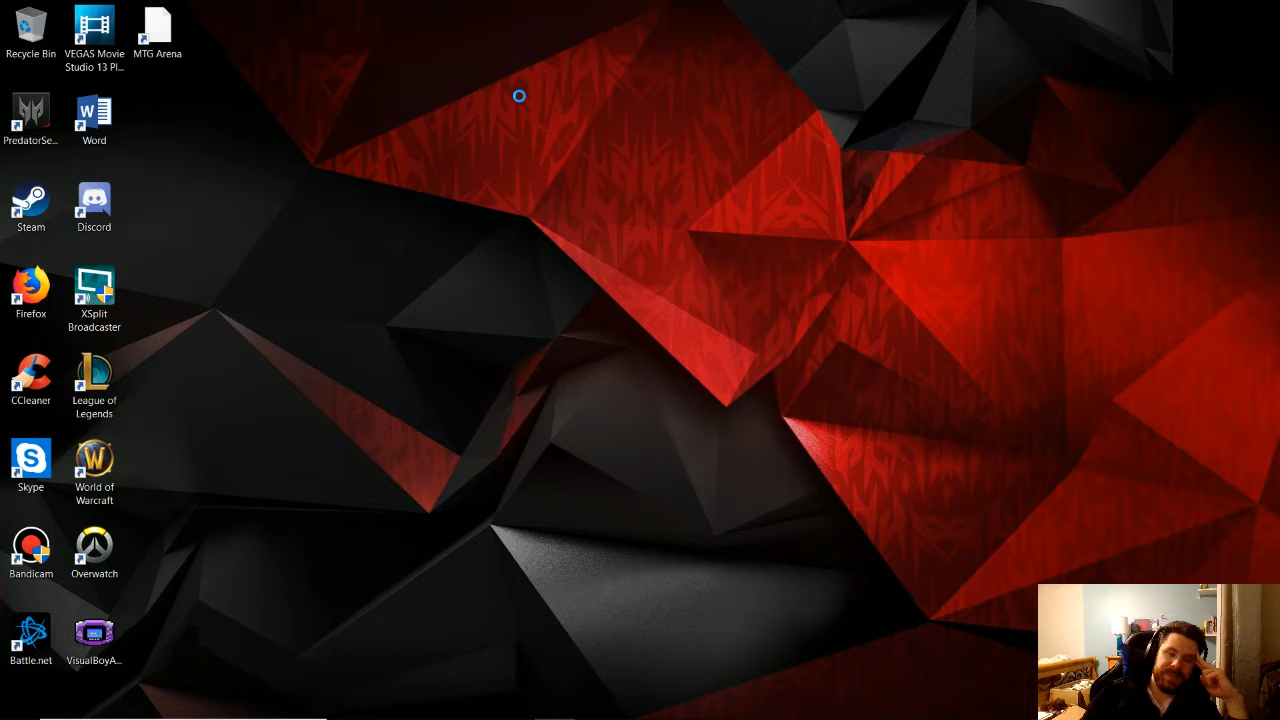 Recycle Bin
VEGAS Movie
Studio 13 Pl...
MTG Arena
PredatorSe...
Word
Steam
Discord
Firefox
XSplit
Broadcaster
CCleaner
League of
Legends
Skype
World of
Warcraft
Bandicam
Overwatch
Battle.net
VisualBoyA...